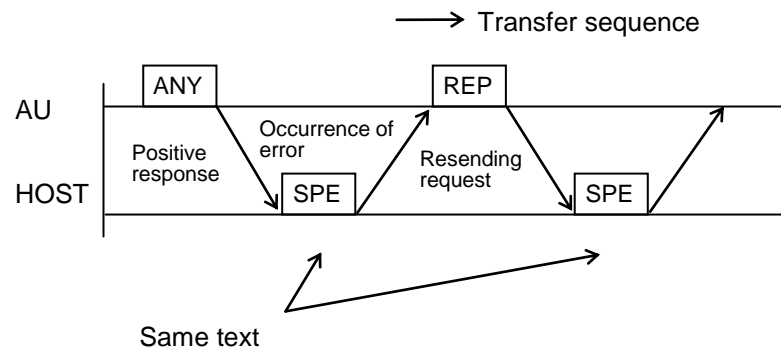 Transfer sequence
ANY
REP
AU
Occurrence of
error
Positive
response
Resending
request
HOST
SPE
SPE
Same text